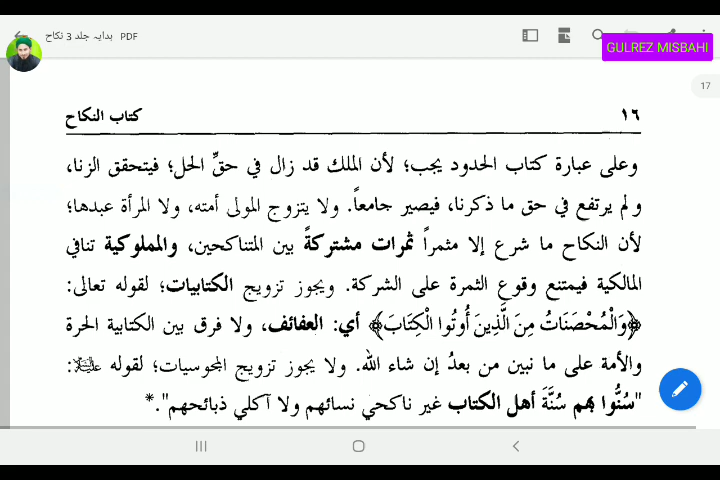 بدایہ جلد 3 نکاح PDF
GULREZ MISBAHI
17
١٦ كتاب النكاح
وعلى عبارة كتاب الحدود يجب؛ لأن الملك قد زال في حقِّ الحل؛ فيتحقق الزنا،
ولم يرتفع في حق ما ذكرنا، فيصير جامعاً. ولا يتزوج المولى أمته، ولا المرأة عبدها؛
لأن النكاح ما شرع إلا مثمراً ثمرات مشتركةً بين المتناكحين، والمملوكية تنافي
المالكية فيمتنع وقوع الثمرة على الشركة. ويجوز تزويج الكتابيات؛ لقوله تعالى:
﴿وَالْمُحْصَنَاتُ مِنَ الَّذِينَ أُوتُوا الْكِتَابَ﴾ أي: العفائف، ولا فرق بين الكتابية الحرة
والأمة على ما نبين من بعدُ إن شاء الله. ولا يجوز تزويج المجوسيات؛ لقوله علیہ السلام:
"سُنُّوا بهم سُنَّةَ أهل الكتاب غير ناكحي نسائهم ولا آكلي ذبائحهم".*